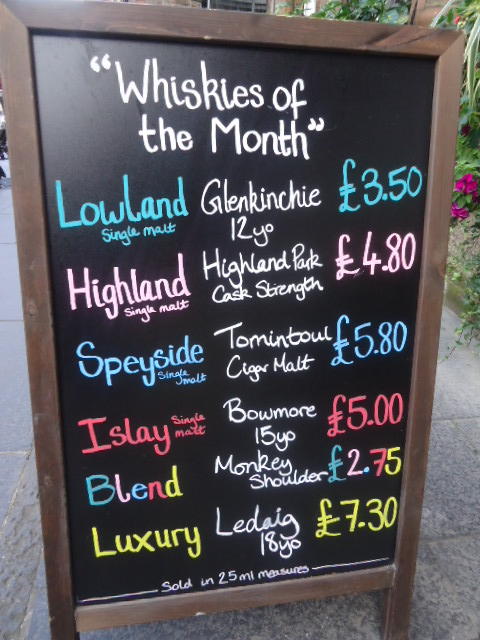 "Whiskies of
the Month"
Lowland Glenkinchie £3.50
Single malt 12yo
Highland Highland Park £4.80
Single malt Cask Strength
Speyside Tomintoul £5.80
Single malt Cigar Malt
Islay Single malt Bowmore £5.00
15yo
Blend Monkey Shoulder £2.75
Luxury Ledaig £7.30
18yo
Sold in 25ml measures